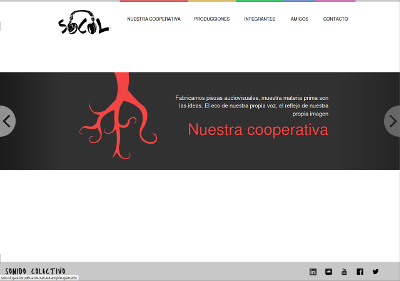 SOCOL
NUESTRA COOPERATIVA PRODUCCIONES INTEGRANTES AMIGOS CONTACTO
Fabricamos piezas audiovisuales, nuestra materia prima son
las ideas. El eco de nuestra propia voz, el reflejo de nuestra
propia imagen
Nuestra cooperativa
SONIDO COLECTIVO